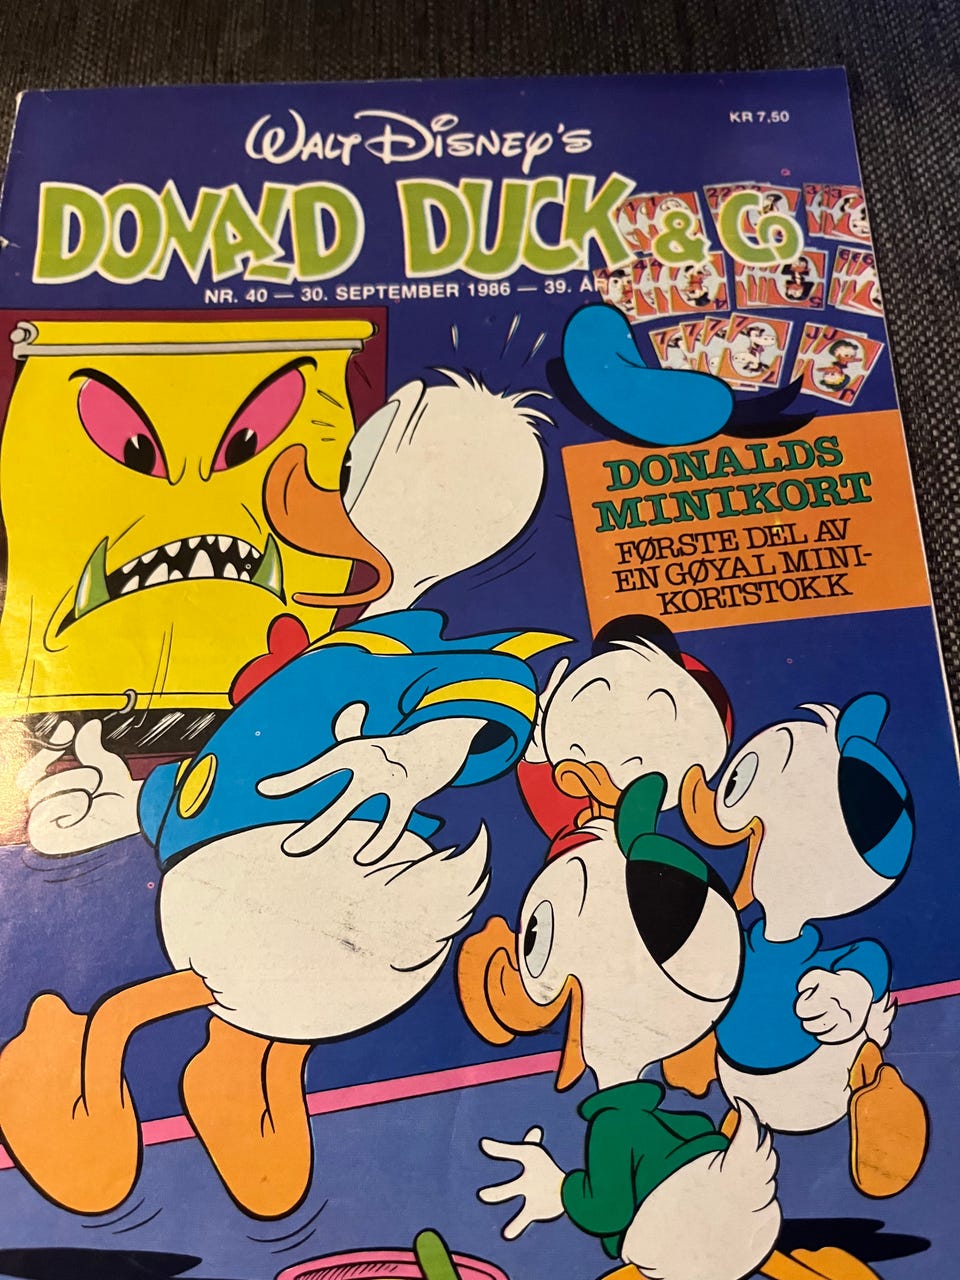 KR 7,50
WALT DISNEY'S
DONALD DUCK & CO
NR. 40 — 30. SEPTEMBER 1986 — 39. ÅRG
DONALDS
MINIKORT
FØRSTE DEL AV
EN GØYAL MINI-
KORTSTOKK